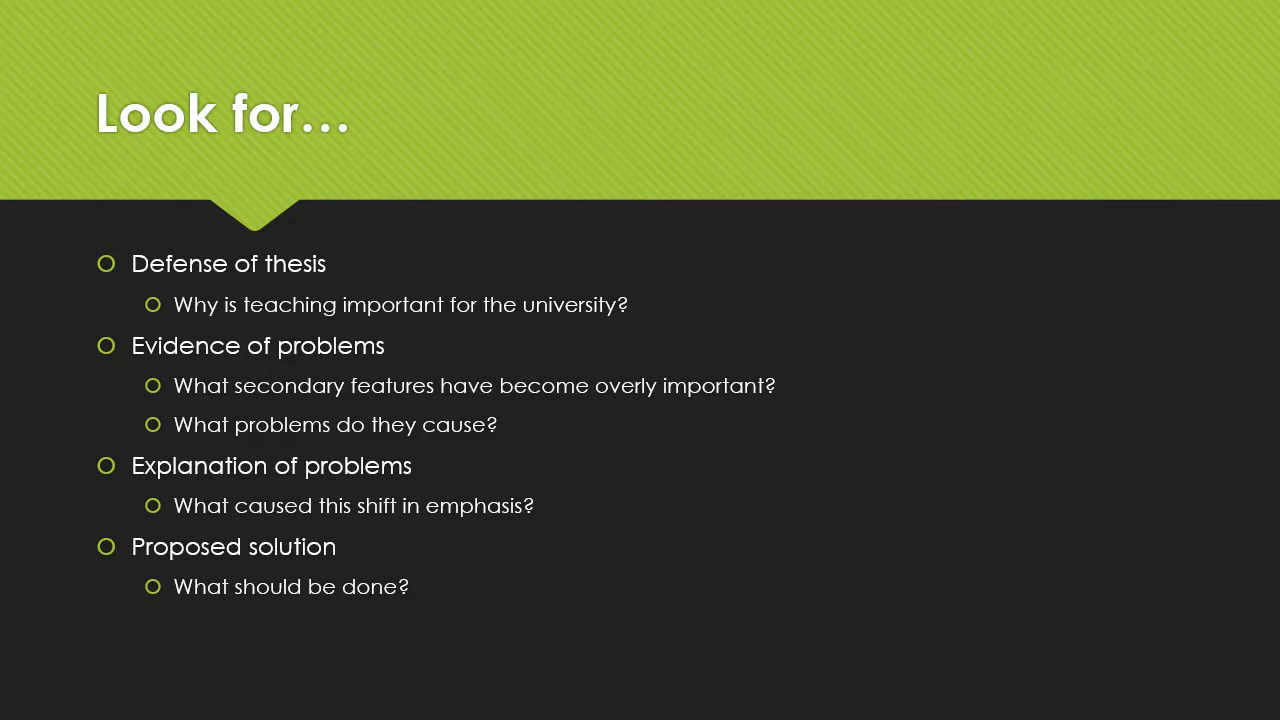 Look for…
Defense of thesis
Why is teaching important for the university?
Evidence of problems
What secondary features have become overly important?
What problems do they cause?
Explanation of problems
What caused this shift in emphasis?
Proposed solution
What should be done?